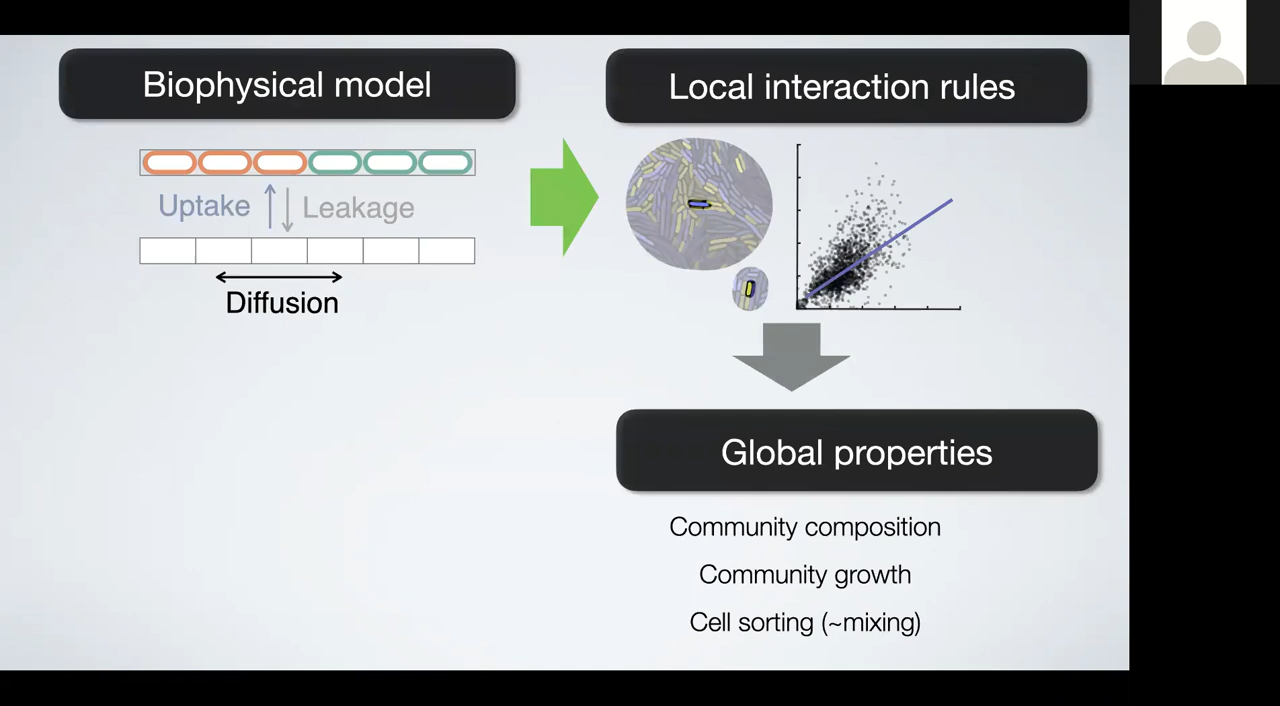 Biophysical model
Uptake
Leakage
Diffusion
Local interaction rules
Global properties
Community composition
Community growth
Cell sorting (~mixing)